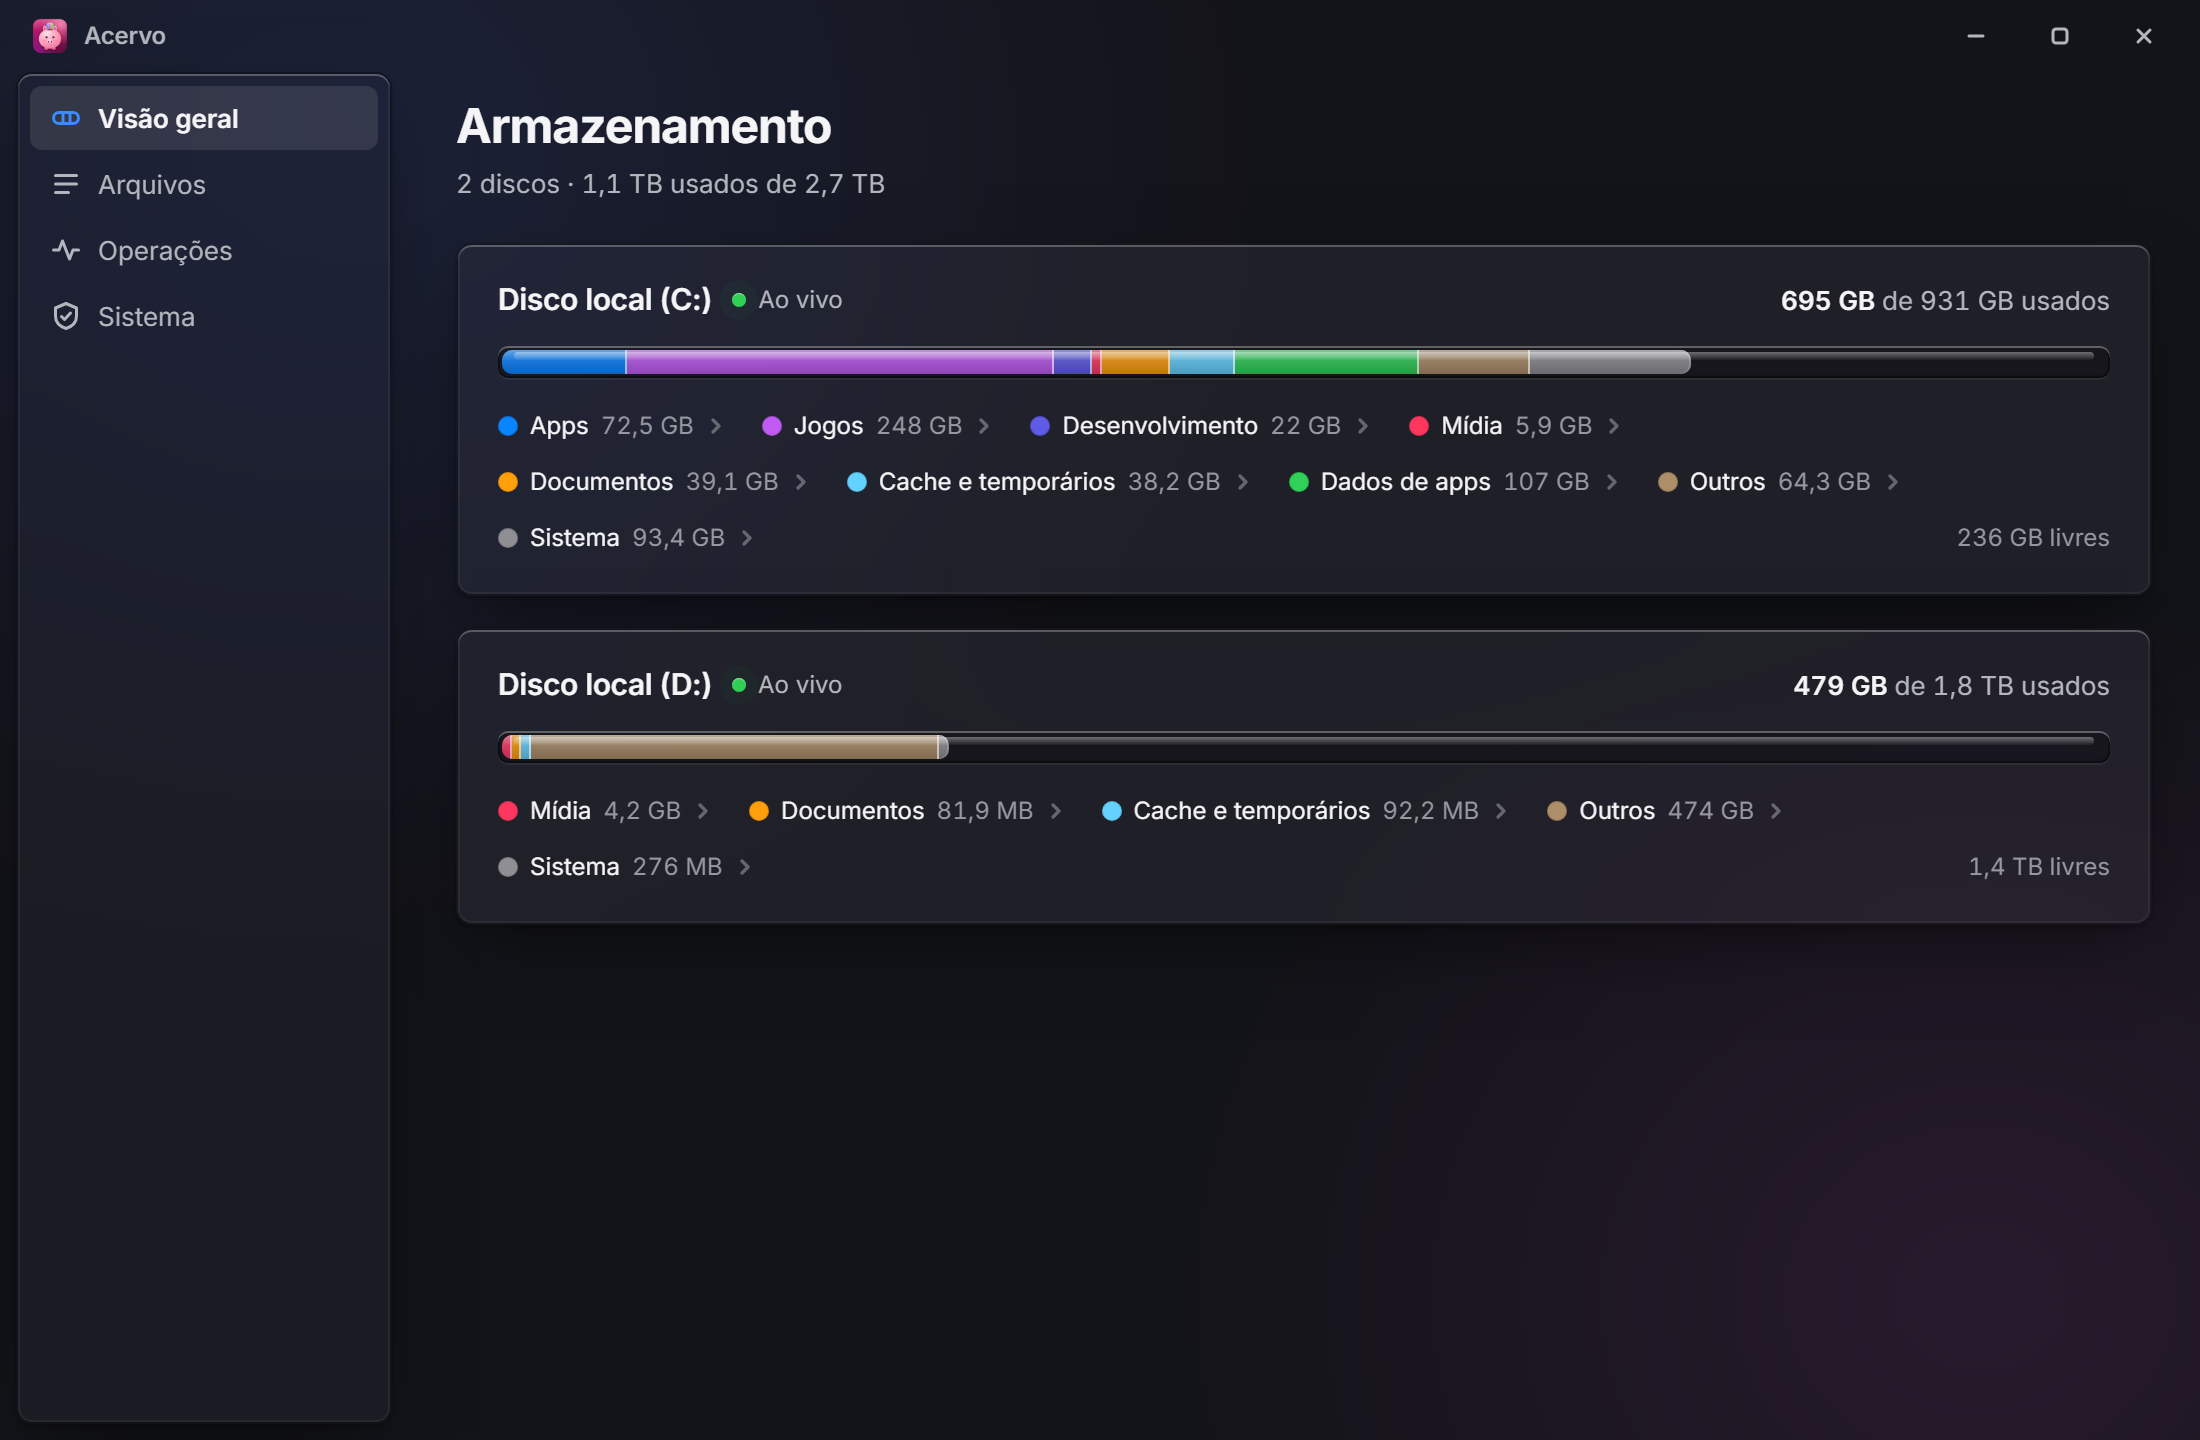 Acervo
Visão geral
Arquivos
Operações
Sistema
Armazenamento
2 discos · 1,1 TB usados de 2,7 TB
Disco local (C:) Ao vivo 695 GB de 931 GB usados
Apps 72,5 GB Jogos 248 GB Desenvolvimento 22 GB Mídia 5,9 GB
Documentos 39,1 GB Cache e temporários 38,2 GB Dados de apps 107 GB Outros 64,3 GB
Sistema 93,4 GB 236 GB livres
Disco local (D:) Ao vivo 479 GB de 1,8 TB usados
Mídia 4,2 GB Documentos 81,9 MB Cache e temporários 92,2 MB Outros 474 GB
Sistema 276 MB 1,4 TB livres